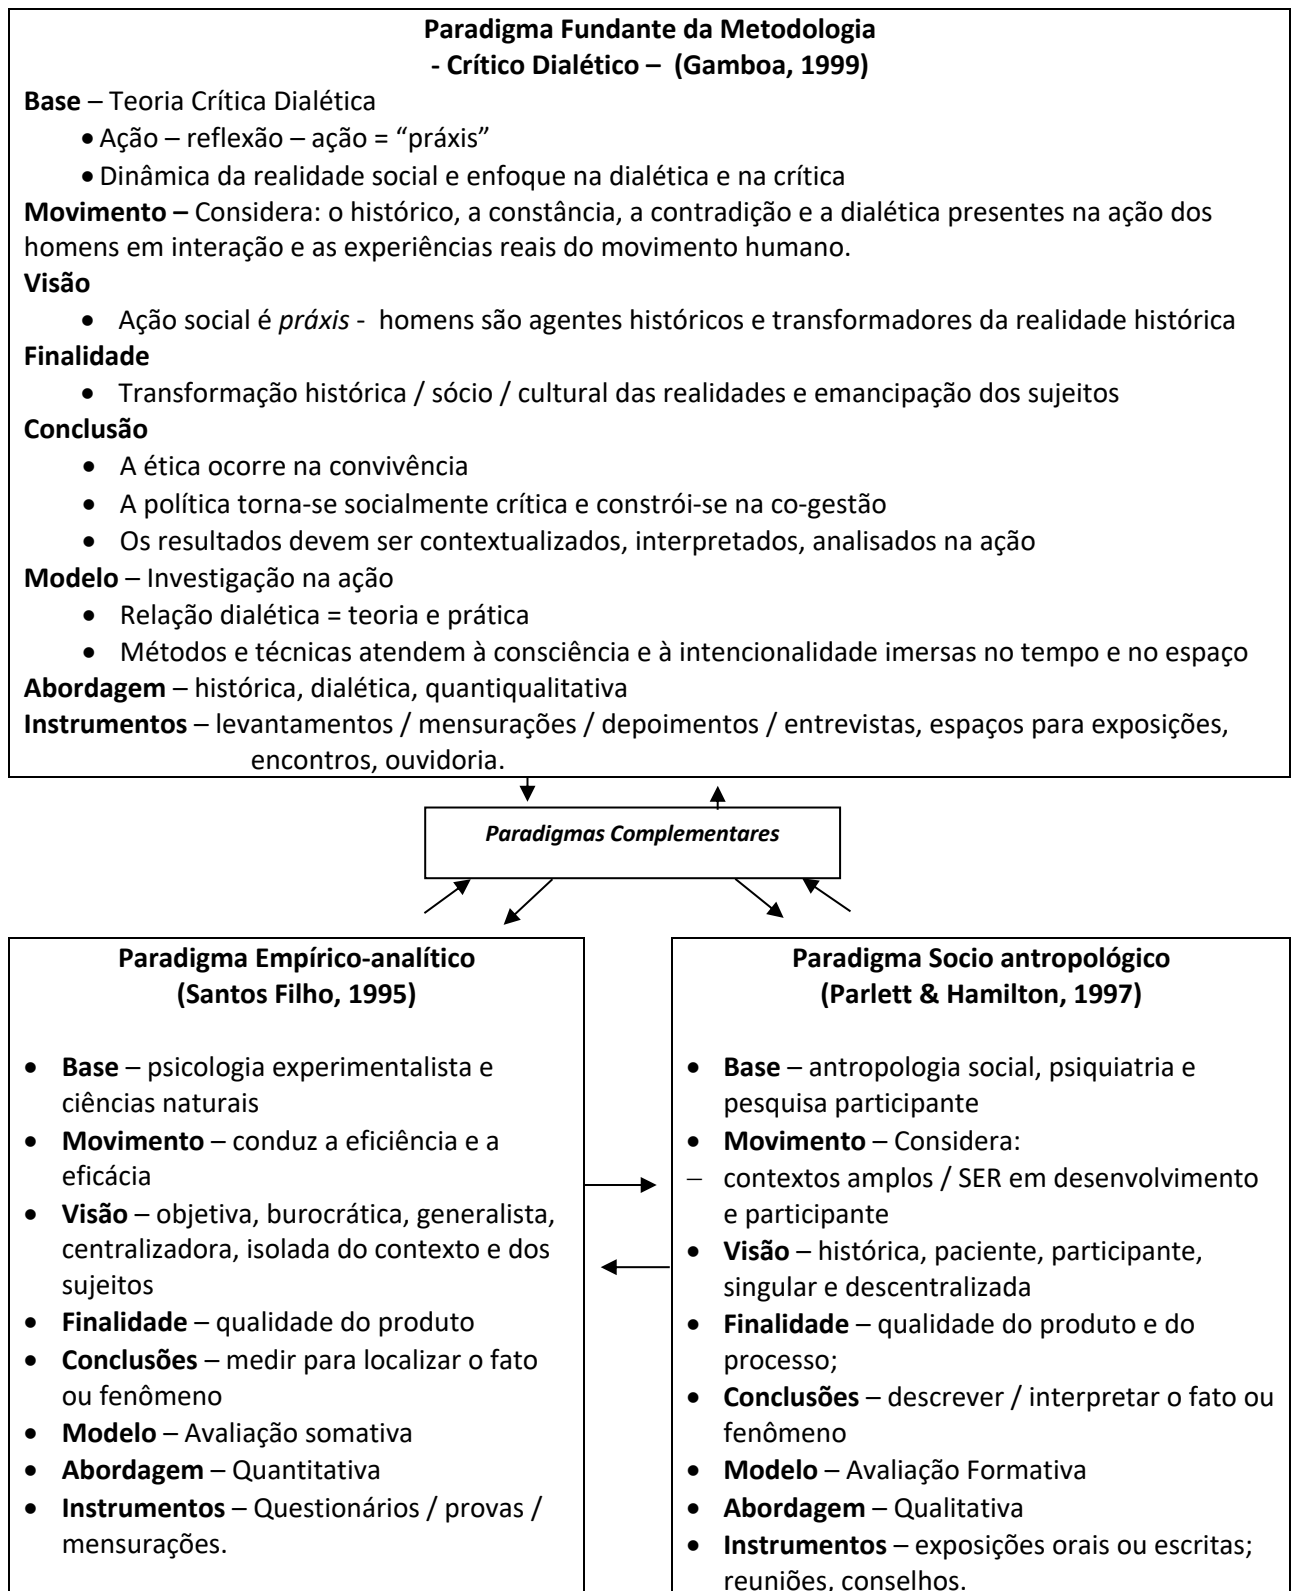 Paradigma Fundante da Metodologia
- Crítico Dialético – (Gamboa, 1999)
Base – Teoria Crítica Dialética
• Ação – reflexão – ação = “práxis”
• Dinâmica da realidade social e enfoque na dialética e na crítica
Movimento – Considera: o histórico, a constância, a contradição e a dialética presentes na ação dos
homens em interação e as experiências reais do movimento humano.
Visão
• Ação social é práxis - homens são agentes históricos e transformadores da realidade histórica
Finalidade
• Transformação histórica / sócio / cultural das realidades e emancipação dos sujeitos
Conclusão
• A ética ocorre na convivência
• A política torna-se socialmente crítica e constrói-se na co-gestão
• Os resultados devem ser contextualizados, interpretados, analisados na ação
Modelo – Investigação na ação
• Relação dialética = teoria e prática
• Métodos e técnicas atendem à consciência e à intencionalidade imersas no tempo e no espaço
Abordagem – histórica, dialética, quantiqualitativa
Instrumentos – levantamentos / mensurações / depoimentos / entrevistas, espaços para exposições,
encontros, ouvidoria.
Paradigmas Complementares
Paradigma Empírico-analítico
(Santos Filho, 1995)
• Base – psicologia experimentalista e
ciências naturais
• Movimento – conduz a eficiência e a
eficácia
• Visão – objetiva, burocrática, generalista,
centralizadora, isolada do contexto e dos
sujeitos
• Finalidade – qualidade do produto
• Conclusões – medir para localizar o fato
ou fenômeno
• Modelo – Avaliação somativa
• Abordagem – Quantitativa
• Instrumentos – Questionários / provas /
mensurações.
Paradigma Socio antropológico
(Parlett & Hamilton, 1997)
• Base – antropologia social, psiquiatria e
pesquisa participante
• Movimento – Considera:
– contextos amplos / SER em desenvolvimento
e participante
• Visão – histórica, paciente, participante,
singular e descentralizada
• Finalidade – qualidade do produto e do
processo;
• Conclusões – descrever / interpretar o fato ou
fenômeno
• Modelo – Avaliação Formativa
• Abordagem – Qualitativa
• Instrumentos – exposições orais ou escritas;
reuniões, conselhos.